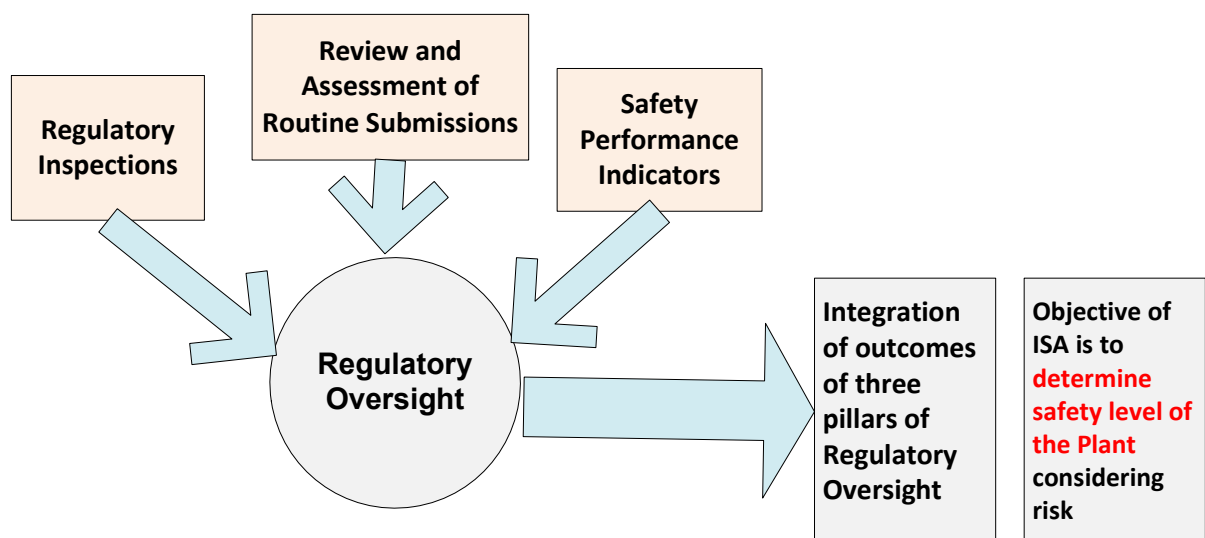 Regulatory
Inspections
Review and
Assessment of
Routine Submissions
Safety
Performance
Indicators
Regulatory
Oversight
Integration
of outcomes
of three
pillars of
Regulatory
Oversight
Objective of
ISA is to
determine
safety level of
the Plant
considering
risk